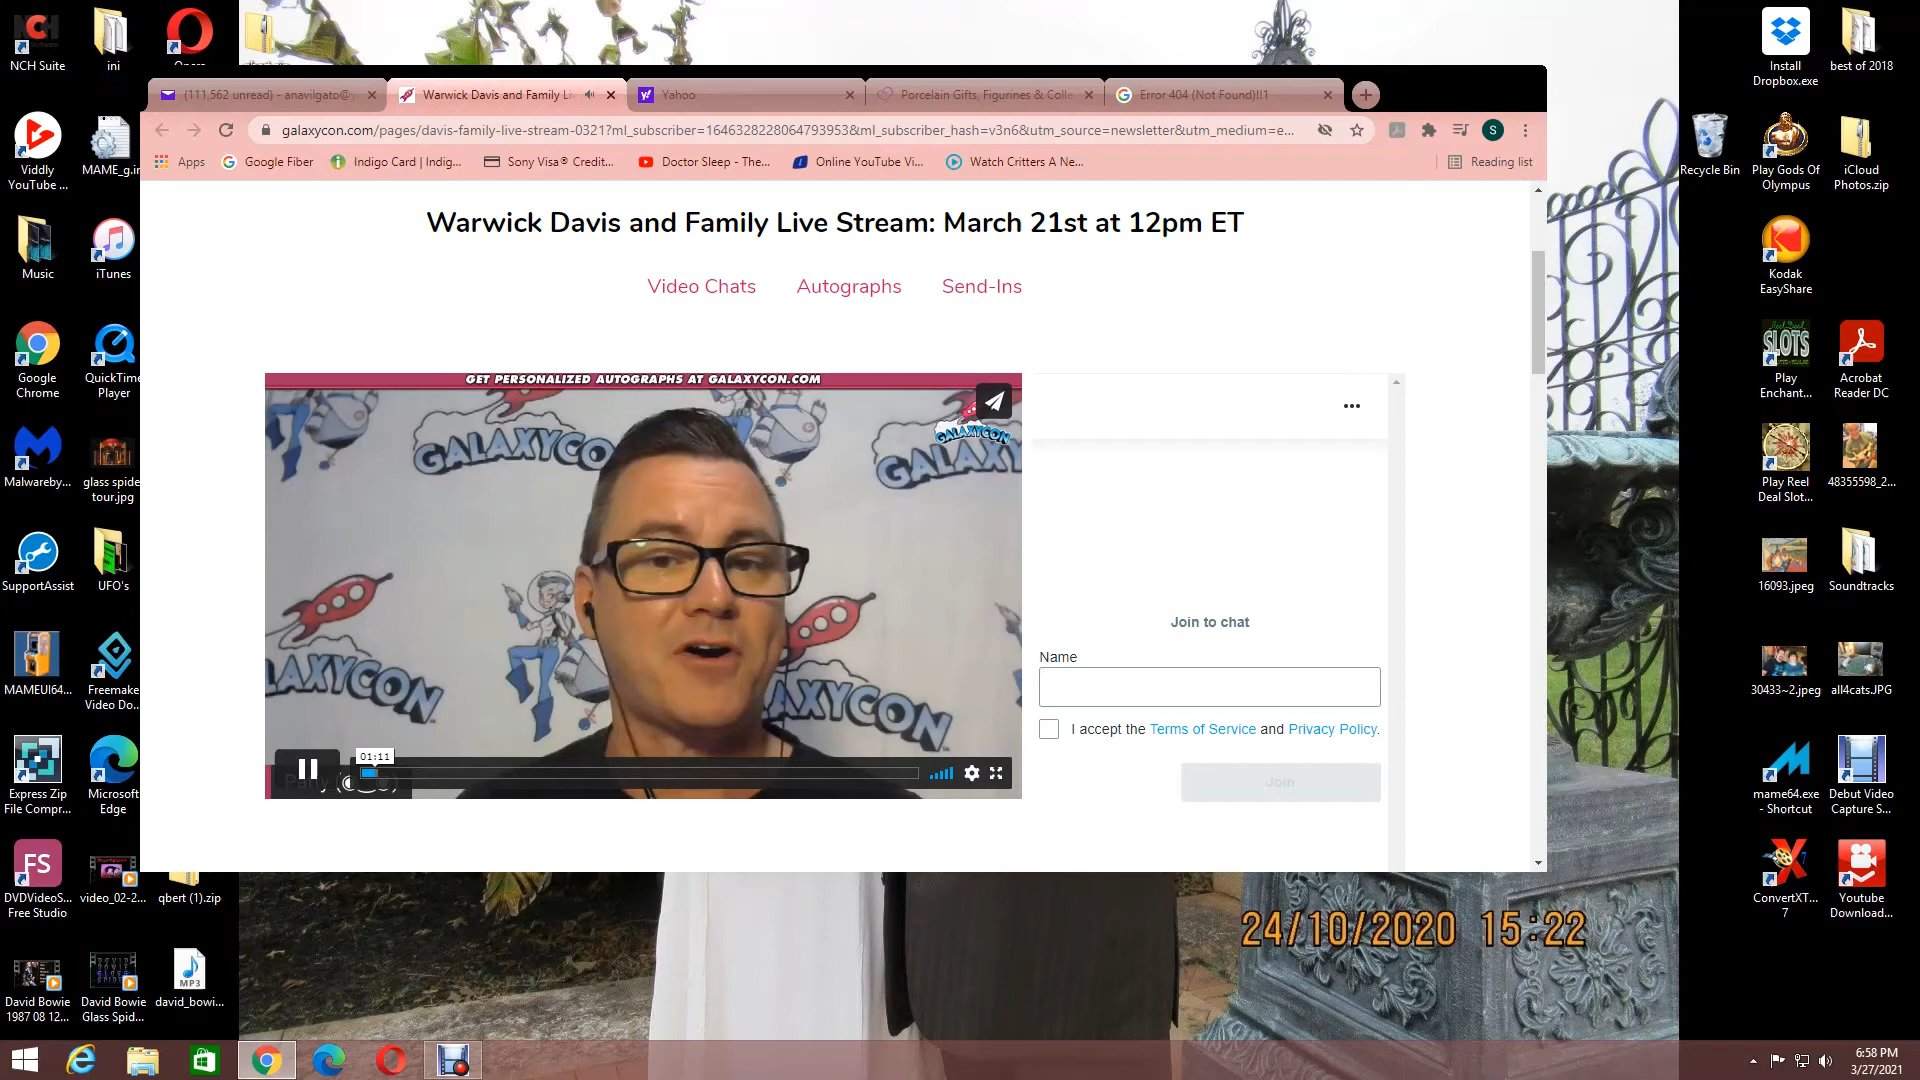 NCH Suite
ini
Opera
(111,562 unread) - anavilgato@y
Warwick Davis and Family Li
Yahoo
Porcelain Gifts, Figurines & Colle
Error 404 (Not Found)!!1
galaxycon.com/pages/davis-family-live-stream-0321?ml_subscriber=1646328228064793953&ml_subscriber_hash=v3n6&utm_source=newsletter&utm_medium=e...
S
Apps
Google Fiber
Indigo Card | Indig...
Sony Visa® Credit...
Doctor Sleep - The...
Online YouTube Vi...
Watch Critters A Ne...
Reading list
Warwick Davis and Family Live Stream: March 21st at 12pm ET
Video Chats
Autographs
Send-Ins
GET PERSONALIZED AUTOGRAPHS AT GALAXYCON.COM
GALAXYCON
GALAXYCO
GALAXY
GALAXYCON
GALAXYCON
01:11
Join to chat
Name
I accept the Terms of Service and Privacy Policy.
Join
Viddly YouTube ...
MAME_g.in
Music
iTunes
Google Chrome
QuickTime Player
Malwareby...
glass spide tour.jpg
SupportAssist
UFO's
MAMEUI64...
Freemake Video Do...
Express Zip File Compr...
Microsoft Edge
FS
DVDVideoS... Free Studio
video_02-2...
qbert (1).zip
David Bowie 1987 08 12...
David Bowie Glass Spid...
MP3
david_bowi...
Install Dropbox.exe
best of 2018
Recycle Bin
Play Gods Of Olympus
iCloud Photos.zip
Kodak EasyShare
SLOTS
Play Enchant...
Acrobat Reader DC
Play Reel Deal Slot...
48355598_2...
16093.jpeg
Soundtracks
30433~2.jpeg
all4cats.JPG
mame64.exe - Shortcut
Debut Video Capture S...
ConvertXT... 7
Youtube Download...
24/10/2020 15:22
6:58 PM
3/27/2021